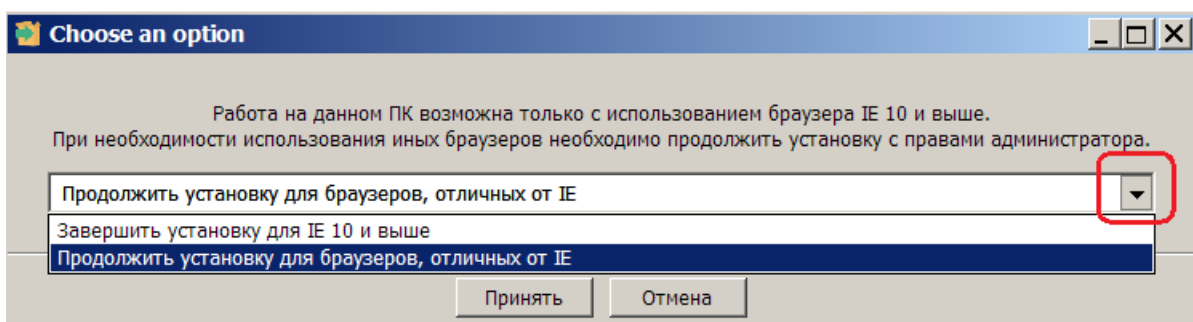 Choose an option
Работа на данном ПК возможна только с использованием браузера IE 10 и выше.
При необходимости использования иных браузеров необходимо продолжить установку с правами администратора.
Продолжить установку для браузеров, отличных от IE
Завершить установку для IE 10 и выше
Продолжить установку для браузеров, отличных от IE
Принять Отмена